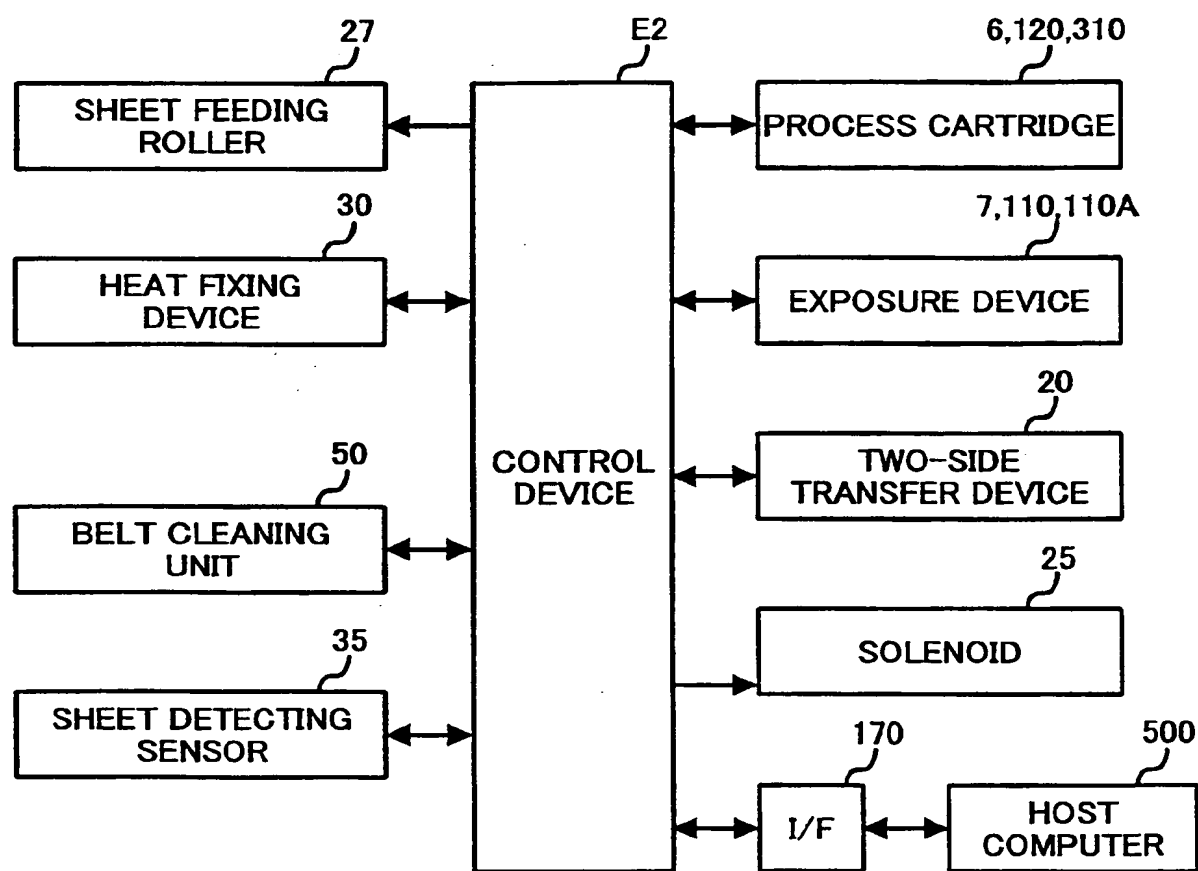 27
SHEET FEEDING
ROLLER
30
HEAT FIXING
DEVICE
50
BELT CLEANING
UNIT
35
SHEET DETECTING
SENSOR
E2
CONTROL
DEVICE
6,120,310
PROCESS CARTRIDGE
7,110,110A
EXPOSURE DEVICE
20
TWO-SIDE
TRANSFER DEVICE
25
SOLENOID
170
I/F
500
HOST
COMPUTER